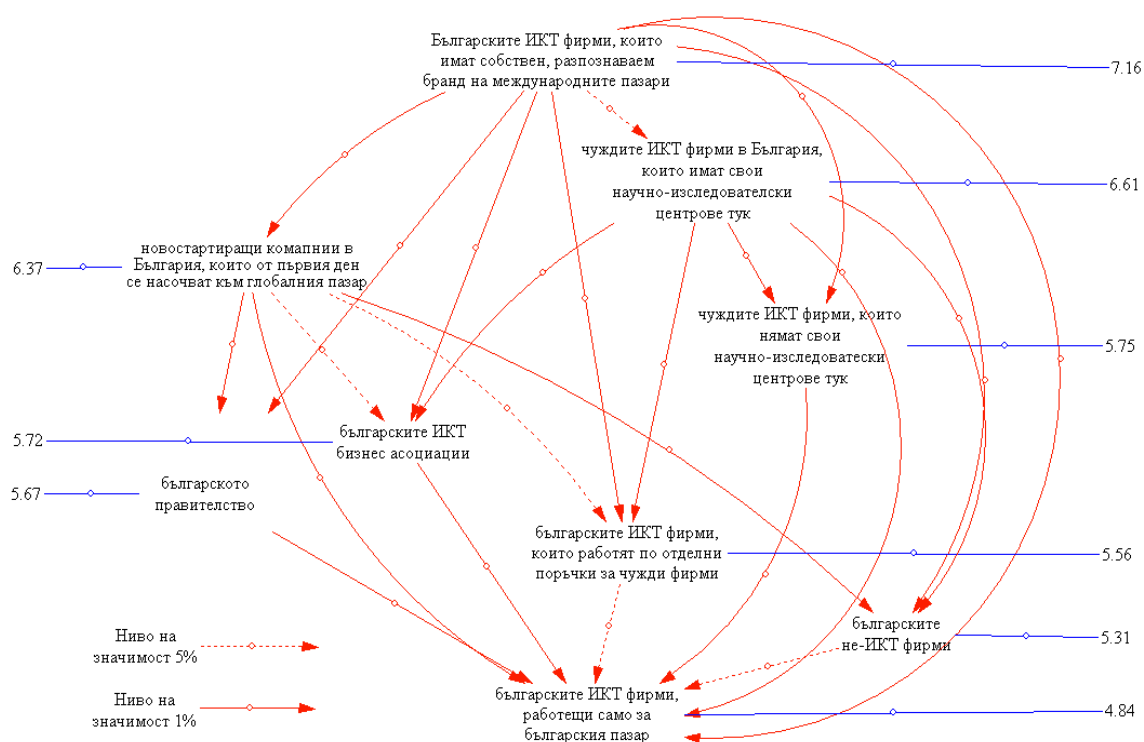 Българските ИКТ фирми, които
имат собствен, разпознаваем
бранд на международните пазари
7.16
чуждите ИКТ фирми в България,
които имат свои
научно-изследователски
центрове тук
6.61
новостартиращи компании в
България, които от първия ден
се насочват към глобалния пазар
6.37
чуждите ИКТ фирми, които
нямат свои
научно-изследоватески
центрове тук
5.75
българските ИКТ
бизнес асоциации
5.72
българското
правителство
5.67
българските ИКТ фирми,
които работят по отделни
поръчки за чужди фирми
5.56
българските
не-ИКТ фирми
5.31
Ниво на
значимост 5%
Ниво на
значимост 1%
българските ИКТ фирми,
работещи само за
българския пазар
4.84